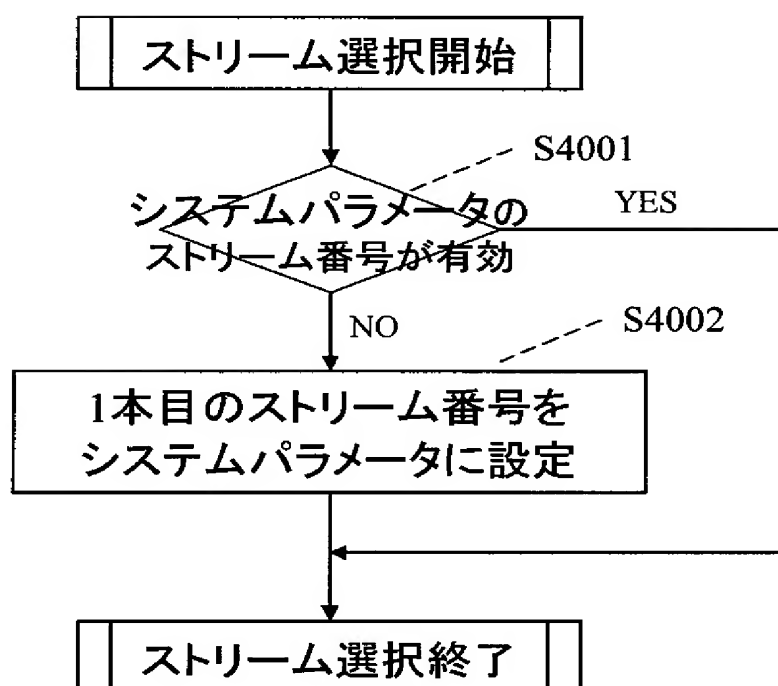 ストリーム選択開始
S4001
システムパラメータの
YES
ストリーム番号が有効
NO
S4002
1本目のストリーム番号を
システムパラメータに設定
ストリーム選択終了